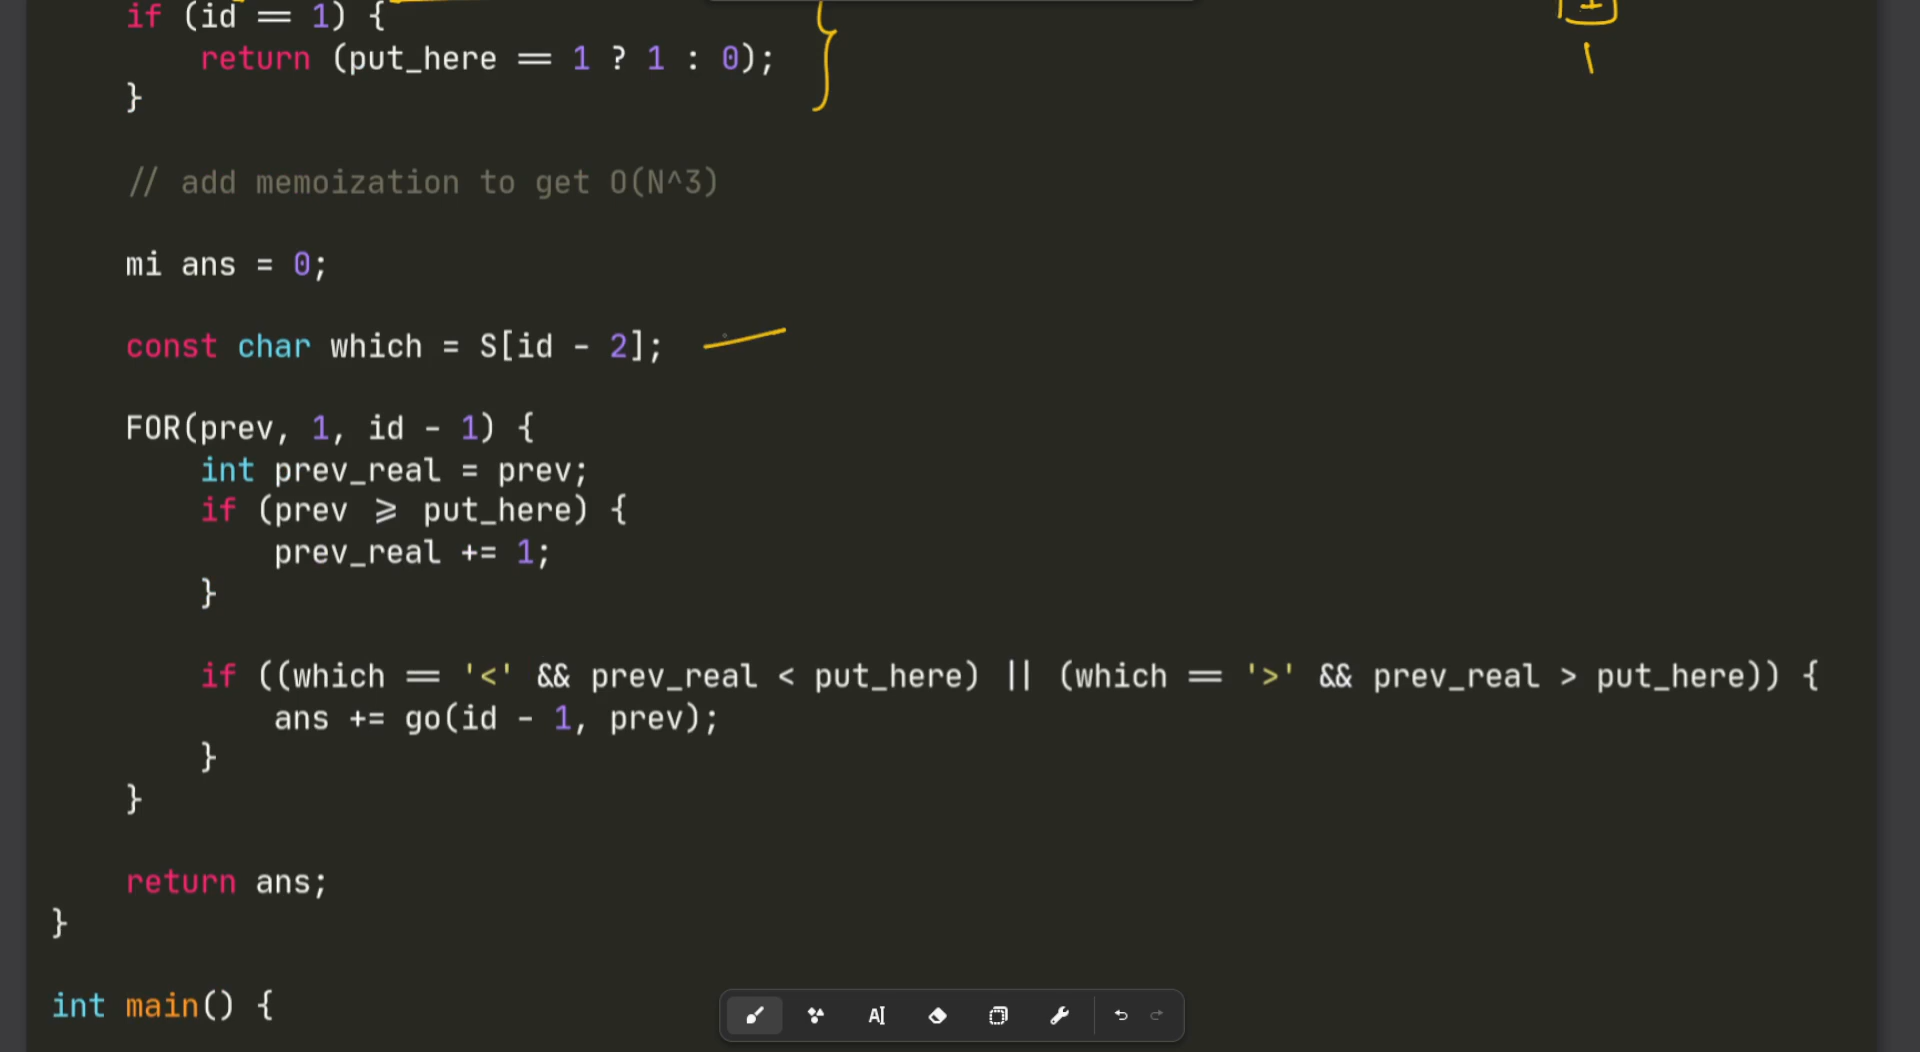 if (id == 1) {
return (put_here == 1 ? 1 : 0);
}
// add memoization to get O(N^3)
mi ans = 0;
const char which = S[id - 2];
FOR(prev, 1, id - 1) {
int prev_real = prev;
if (prev >= put_here) {
prev_real += 1;
}
if ((which == '<' && prev_real < put_here) || (which == '>' && prev_real > put_here)) {
ans += go(id - 1, prev);
}
}
return ans;
}
int main() {